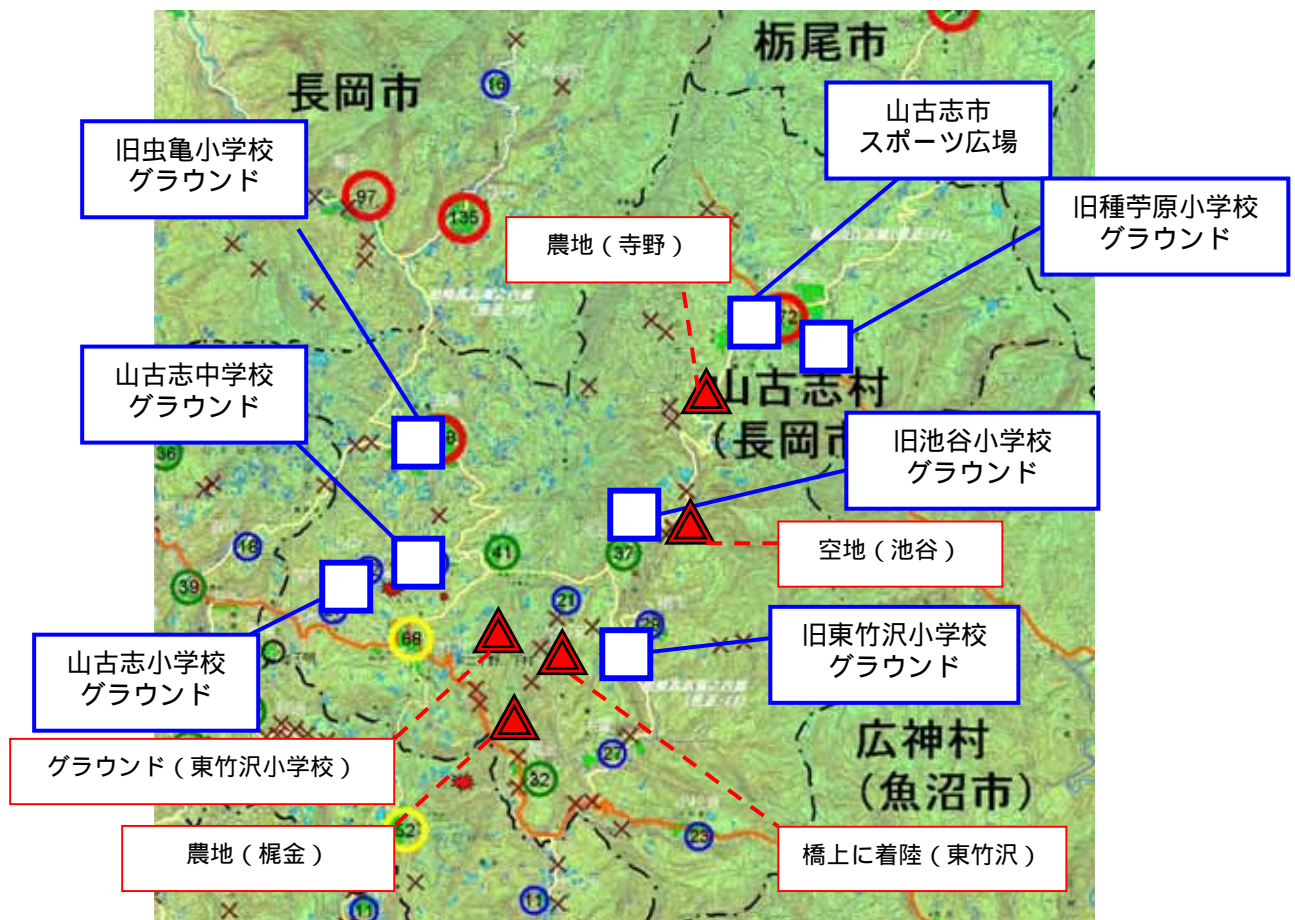 栃尾市
長岡市
山古志市
スポーツ広場
旧虫亀小学校
グラウンド
旧種苧原小学校
グラウンド
農地（寺野）
16
97
135
72
山古志中学校
グラウンド
山古志村
（長岡市
旧池谷小学校
グラウンド
36
16
41
37
空地（池谷）
39
21
28
68
旧東竹沢小学校
グラウンド
山古志小学校
グラウンド
広神村
（魚沼市）
グラウンド（東竹沢小学校）
27
32
52
23
農地（梶金）
橋上に着陸（東竹沢）
11
11